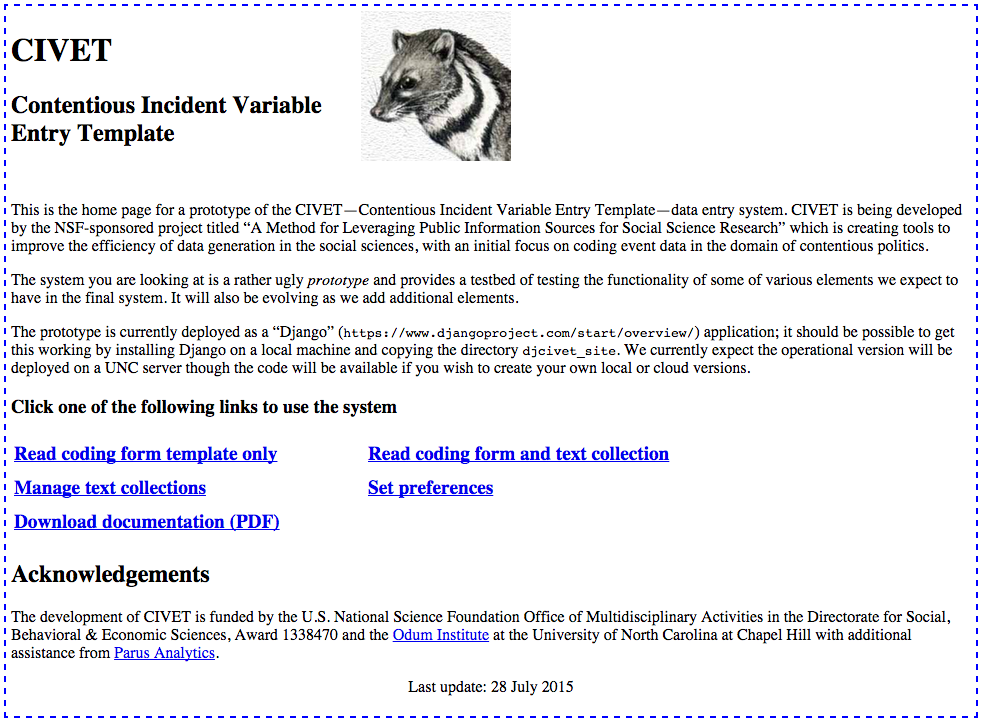 CIVET
Contentious Incident Variable
Entry Template
This is the home page for a prototype of the CIVET—Contentious Incident Variable Entry Template—data entry system. CIVET is being developed
by the NSF-sponsored project titled “A Method for Leveraging Public Information Sources for Social Science Research” which is creating tools to
improve the efficiency of data generation in the social sciences, with an initial focus on coding event data in the domain of contentious politics.
The system you are looking at is a rather ugly prototype and provides a testbed of testing the functionality of some of various elements we expect to
have in the final system. It will also be evolving as we add additional elements.
The prototype is currently deployed as a “Django” (https://www.djangoproject.com/start/overview/) application; it should be possible to get
this working by installing Django on a local machine and copying the directory djcivet_site. We currently expect the operational version will be
deployed on a UNC server though the code will be available if you wish to create your own local or cloud versions.
Click one of the following links to use the system
Read coding form template only Read coding form and text collection
Manage text collections Set preferences
Download documentation (PDF)
Acknowledgements
The development of CIVET is funded by the U.S. National Science Foundation Office of Multidisciplinary Activities in the Directorate for Social,
Behavioral & Economic Sciences, Award 1338470 and the Odum Institute at the University of North Carolina at Chapel Hill with additional
assistance from Parus Analytics.
Last update: 28 July 2015